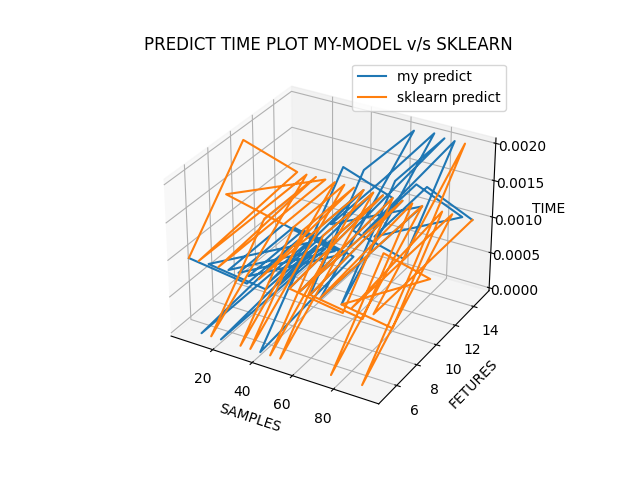 PREDICT TIME PLOT MY-MODEL v/s SKLEARN
my predict
sklearn predict
0.0020
0.0015
TIME
0.0010
0.0005
0.0000
14
12
10
8
6
FETURES
20
40
60
80
SAMPLES